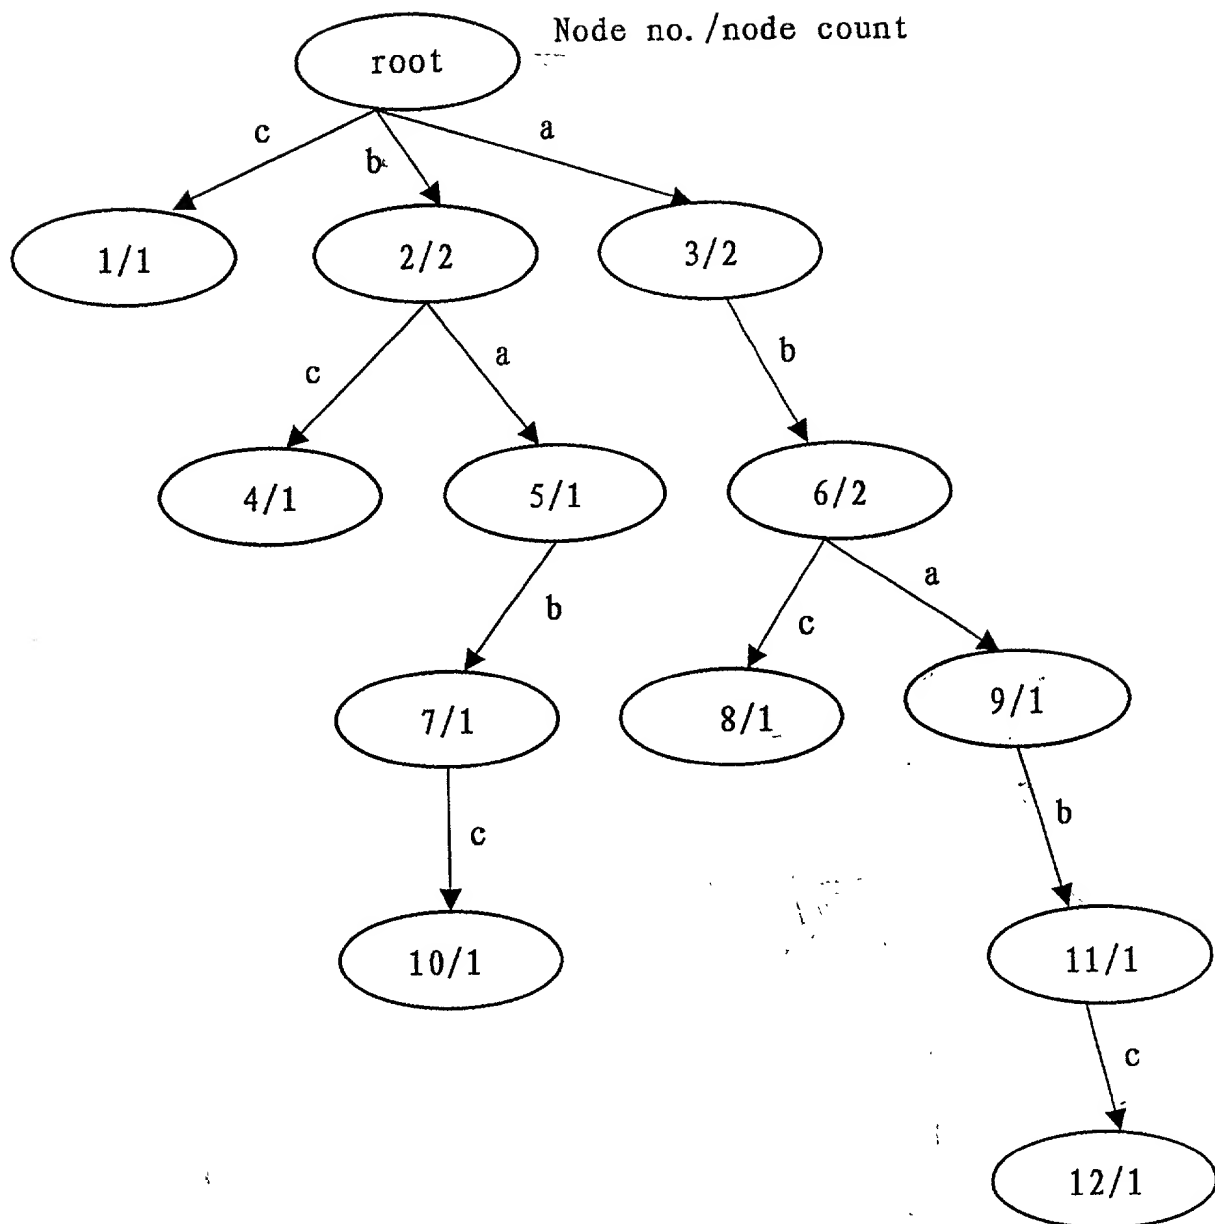 Node no./node count
root
c
b
a
1/1
2/2
3/2
c
a
b
4/1
5/1
6/2
b
c
a
7/1
8/1
9/1
c
b
10/1
11/1
c
12/1